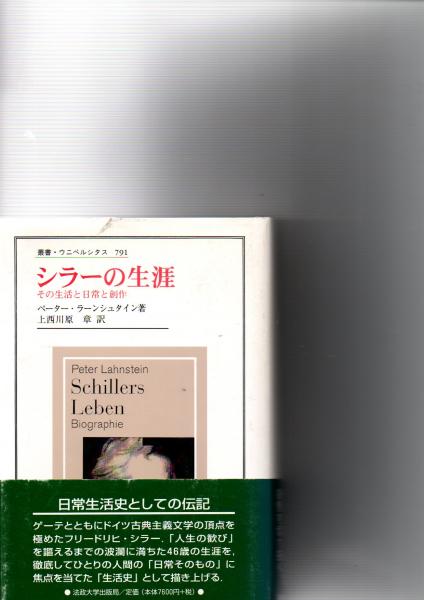 叢書・ウニベルシタス 791
シラーの生涯
その生活と日常と創作
ペーター・ラーンシュタイン著
上西川原 章 訳
Peter Lahnstein
Schillers
Leben
Biographie
日常生活史としての伝記
ゲーテとともにドイツ古典主義文学の頂点を
極めたフリードリヒ・シラー.「人生の歓び」
を謳えるまでの波瀾に満ちた46歳の生涯を,
徹底してひとりの人間の「日常そのもの」に
焦点を当てた「生活史」として描き上げる.
● 法政大学出版局／定価（本体7600円+税）●